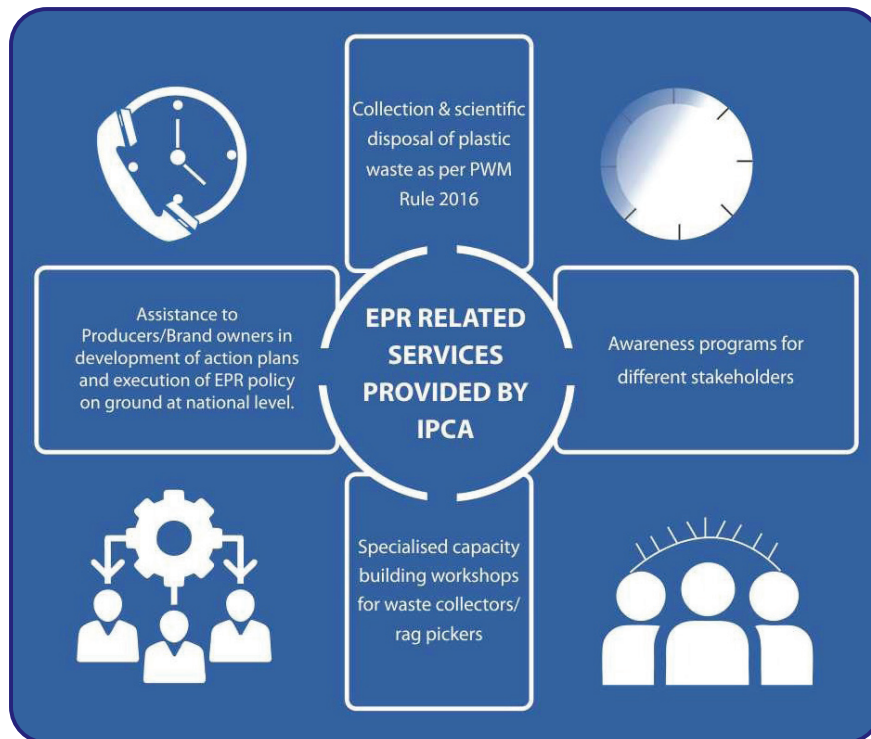 Collection & scientific
disposal of plastic
waste as per PWM
Rule 2016
Assistance to
Producers/Brand owners in
development of action plans
and execution of EPR policy
on ground at national level.
EPR RELATED
SERVICES
PROVIDED BY
IPCA
Awareness programs for
different stakeholders
Specialised capacity
building workshops
for waste collectors/
rag pickers